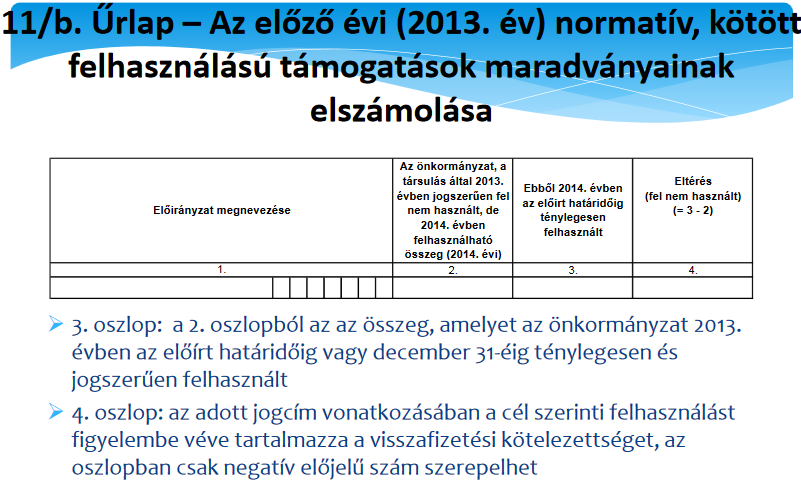 11/b. Űrlap – Az előző évi (2013. év) normatív, kötött
felhasználású támogatások maradványainak
elszámolása
Előirányzat megnevezése
Az önkormányzat, a
társulás által 2013.
évben jogszerűen fel
nem használt, de
2014. évben
felhasználható
összeg (2014. évi)
Ebből 2014. évben
az előirt határidőig
ténylegesen
felhasznált
Eltérés
(fel nem használt)
(= 3 - 2)
1.
2.
3.
4.
3. oszlop: a 2. oszlopból az az összeg, amelyet az önkormányzat 2013.
évben az előírt határidőig vagy december 31-éig ténylegesen és
jogszerűen felhasznált
4. oszlop: az adott jogcím vonatkozásában a cél szerinti felhasználást
figyelembe véve tartalmazza a visszafizetési kötelezettséget, az
oszlopban csak negatív előjelű szám szerepelhet